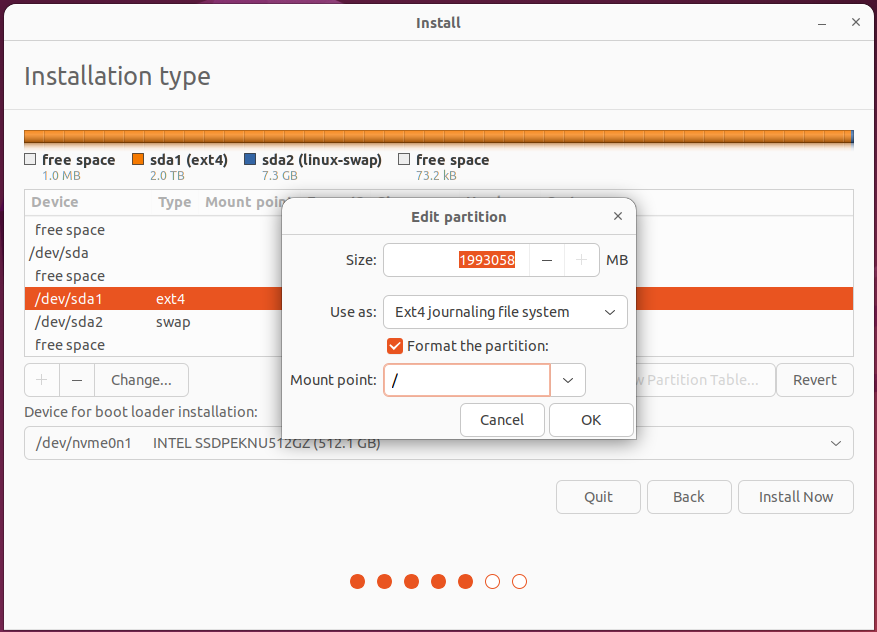 Install
Installation type
free space sda1 (ext4) sda2 (linux-swap) free space
1.0 MB 2.0 TB 7.3 GB 73.2 kB
Device Type Mount point
free space
/dev/sda
free space
/dev/sda1 ext4
/dev/sda2 swap
free space
Edit partition
Size: 1993058 MB
Use as: Ext4 journaling file system
Format the partition:
Mount point: /
Cancel OK
+ − Change... Partition Table... Revert
Device for boot loader installation:
/dev/nvme0n1 INTEL SSDPEKNU512GZ (512.1 GB)
Quit Back Install Now